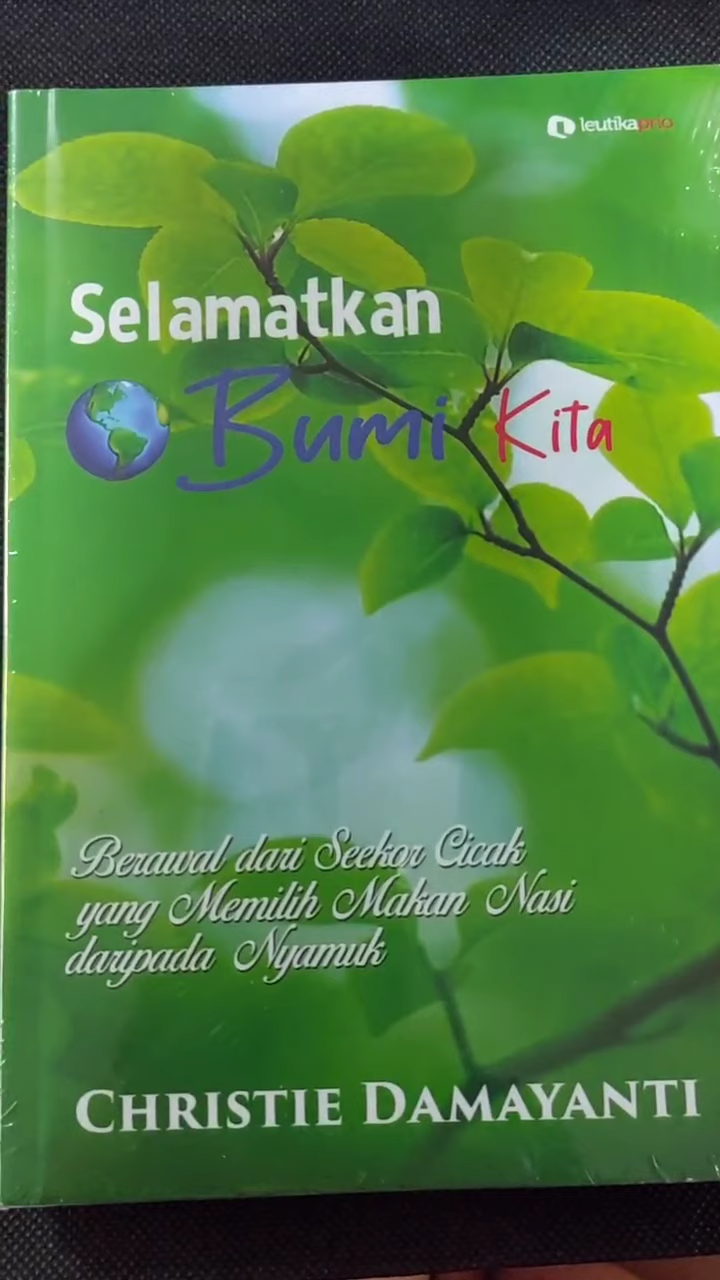 leutikaprio
Selamatkan
Bumi Kita
Berawal dari Seekor Cicak
yang Memilih Makan Nasi
daripada Nyamuk
CHRISTIE DAMAYANTI